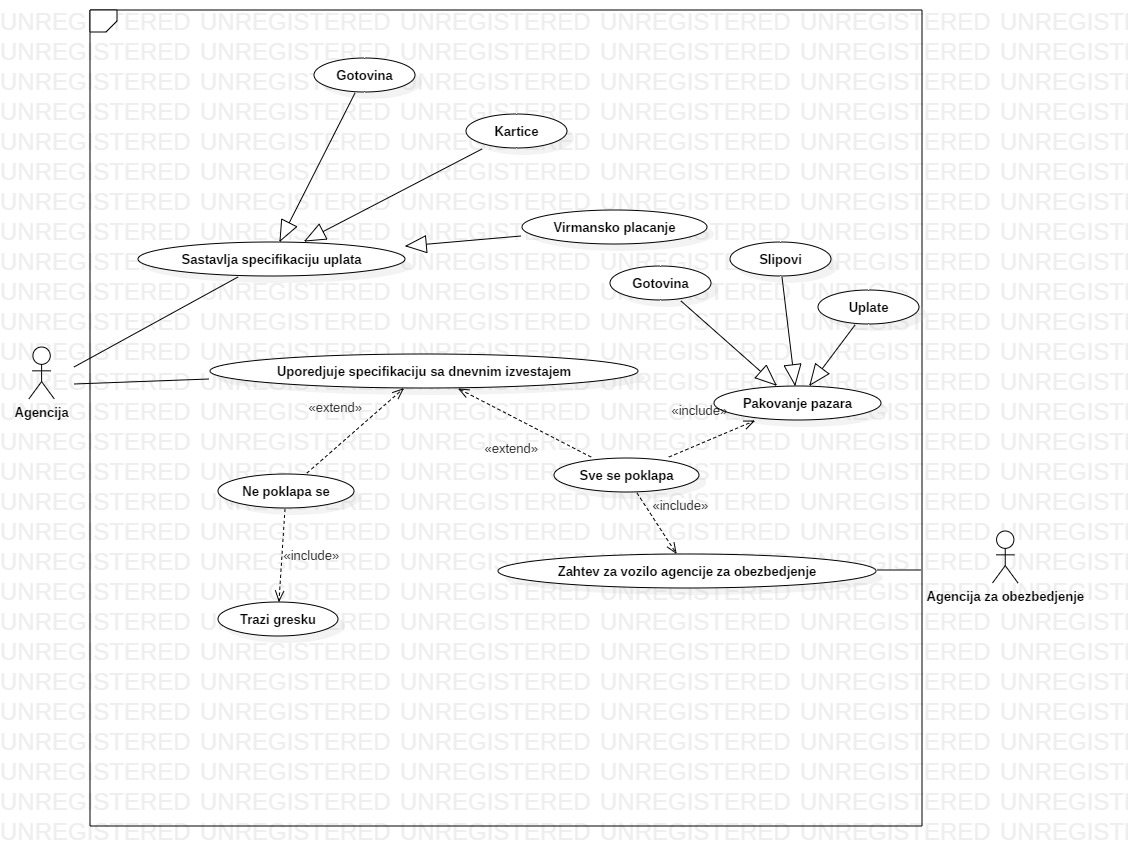 Gotovina
Kartice
Virmansko placanje
Sastavlja specifikaciju uplata
Slipovi
Gotovina
Uplate
Agencija
Uporedjuje specifikaciju sa dnevnim izvestajem
«extend»
«include»
Pakovanje pazara
«extend»
Sve se poklapa
Ne poklapa se
«include»
«include»
Zahtev za vozilo agencije za obezbedjenje
Agencija za obezbedjenje
Trazi gresku
UNREGISTERED